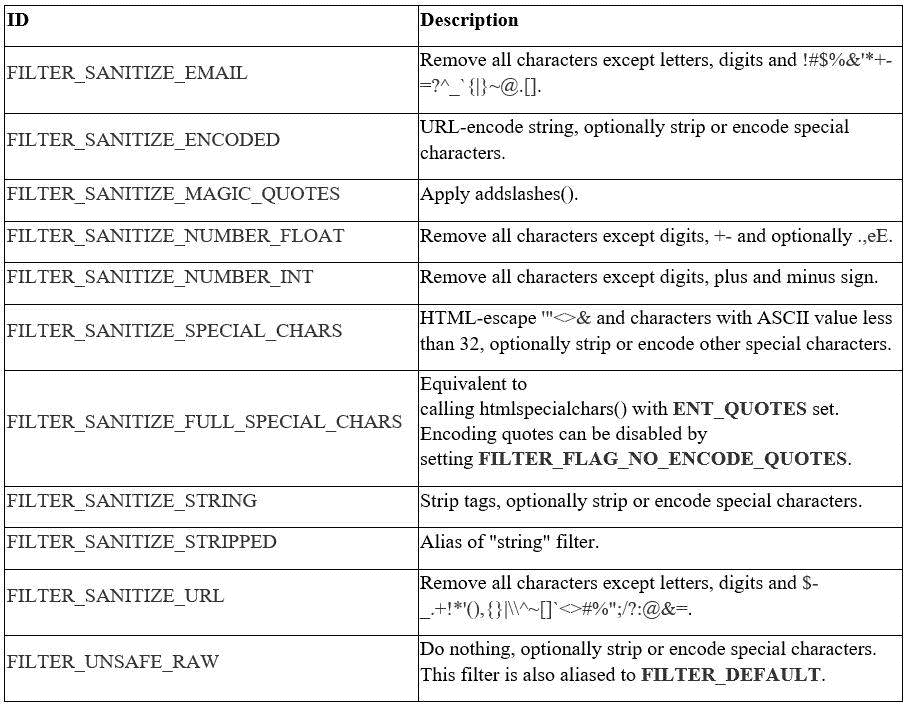 ID
Description
FILTER_SANITIZE_EMAIL
Remove all characters except letters, digits and !#$%&'*+-
=?^_`{|}~@.[].
FILTER_SANITIZE_ENCODED
URL-encode string, optionally strip or encode special
characters.
FILTER_SANITIZE_MAGIC_QUOTES
Apply addslashes().
FILTER_SANITIZE_NUMBER_FLOAT
Remove all characters except digits, +- and optionally .,eE.
FILTER_SANITIZE_NUMBER_INT
Remove all characters except digits, plus and minus sign.
FILTER_SANITIZE_SPECIAL_CHARS
HTML-escape '"<>& and characters with ASCII value less
than 32, optionally strip or encode other special characters.
FILTER_SANITIZE_FULL_SPECIAL_CHARS
Equivalent to
calling htmlspecialchars() with ENT_QUOTES set.
Encoding quotes can be disabled by
setting FILTER_FLAG_NO_ENCODE_QUOTES.
FILTER_SANITIZE_STRING
Strip tags, optionally strip or encode special characters.
FILTER_SANITIZE_STRIPPED
Alias of "string" filter.
FILTER_SANITIZE_URL
Remove all characters except letters, digits and $-
_.+!*'(),{}|\\^~[]`<>#%";/?:@&=.
FILTER_UNSAFE_RAW
Do nothing, optionally strip or encode special characters.
This filter is also aliased to FILTER_DEFAULT.